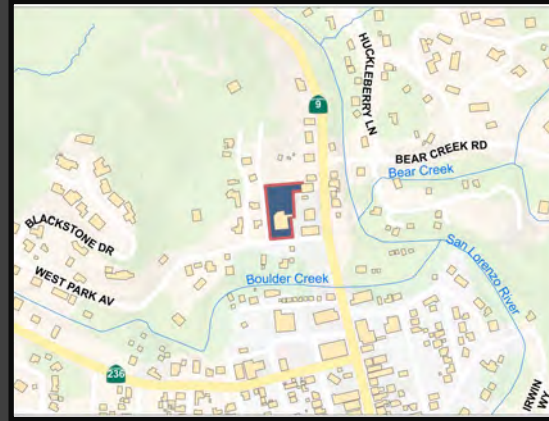 HUCKLEBERRY LN
9
BEAR CREEK RD
Bear Creek
BLACKSTONE DR
San Lorenzo River
WEST PARK AV
Boulder Creek
236
IRWIN WY